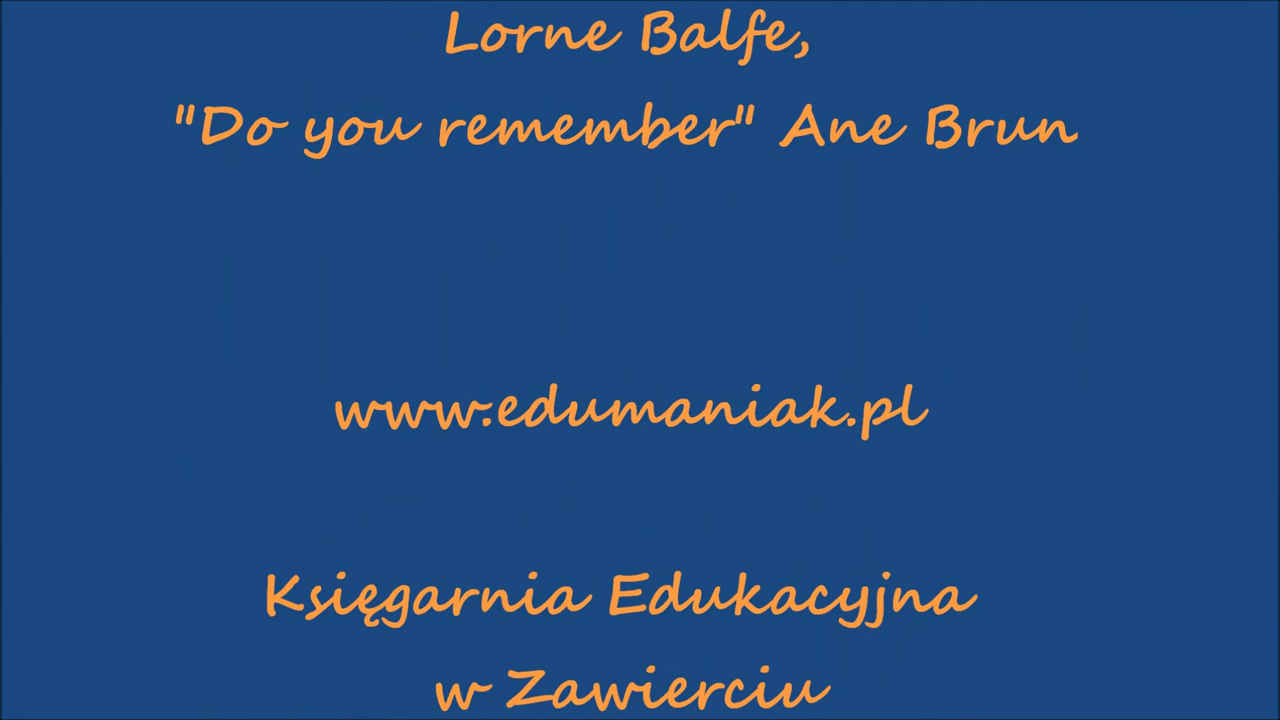 Lorne Balfe,
"Do you remember" Ane Brun
www.edumaniak.pl
Księgarnia Edukacyjna
w Zawierciu